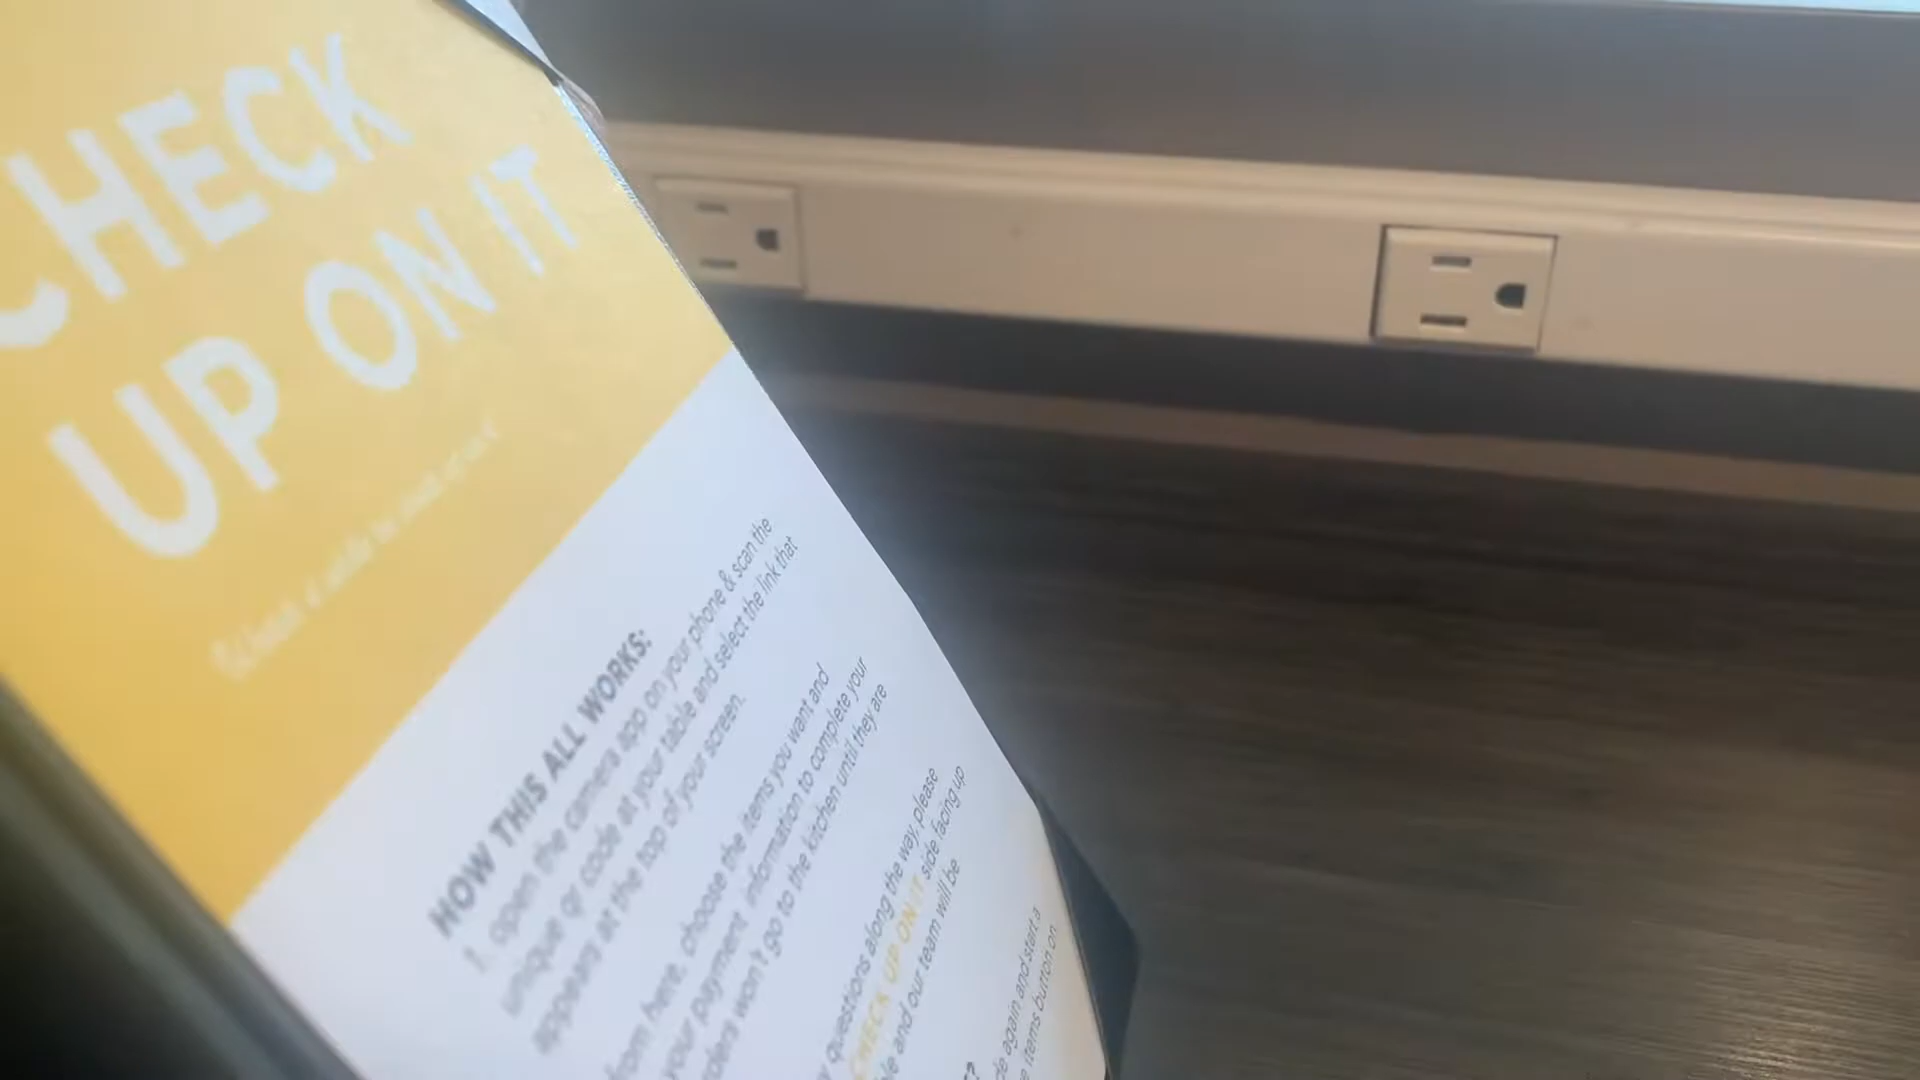 CHECK
UP ON IT
HOW THIS ALL WORKS:
1. open the camera app on your phone & scan the
unique qr code at your table and select the link that
appears at the top of your screen.
from here, choose the items you want and
your payment information to complete your
orders won't go to the kitchen until they are
questions along the way, please
CHECK UP ON IT side facing up
and our team will be
again and start a
items button on